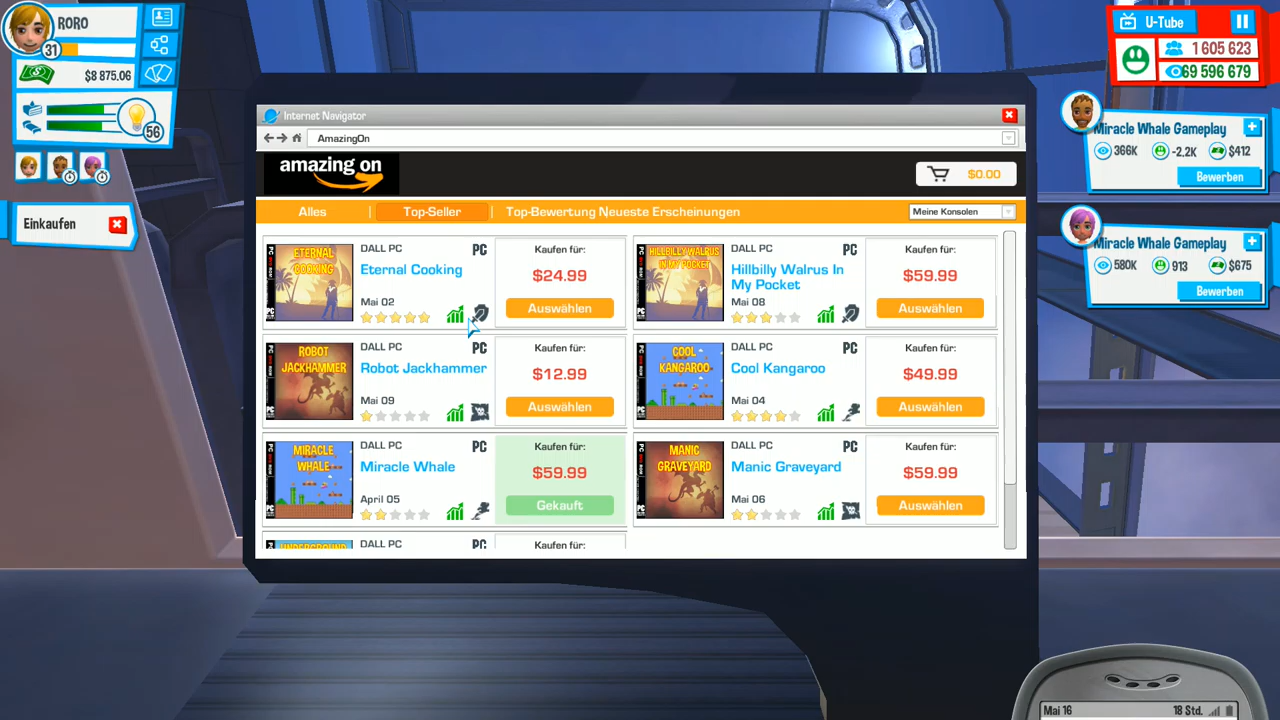 RORO
31
$8 875.06
56
Einkaufen
Internet Navigator
AmazingOn
amazing on
$0.00
Alles | Top-Seller | Top-Bewertung Neueste Erscheinungen
Meine Konsolen
ETERNAL COOKING
DALL PC PC
Eternal Cooking
Mai 02
Kaufen für:
$24.99
Auswählen
HILLBILLY WALRUS IN MY POCKET
DALL PC PC
Hillbilly Walrus In
My Pocket
Mai 08
Kaufen für:
$59.99
Auswählen
ROBOT JACKHAMMER
DALL PC PC
Robot Jackhammer
Mai 09
Kaufen für:
$12.99
Auswählen
COOL KANGAROO
DALL PC PC
Cool Kangaroo
Mai 04
Kaufen für:
$49.99
Auswählen
MIRACLE WHALE
DALL PC PC
Miracle Whale
April 05
Kaufen für:
$59.99
Gekauft
MANIC GRAVEYARD
DALL PC PC
Manic Graveyard
Mai 06
Kaufen für:
$59.99
Auswählen
UNDERGROUND
DALL PC PC
Kaufen für:
U-Tube
1 605 623
69 596 679
Miracle Whale Gameplay
366K -2,2K $412
Bewerben
Miracle Whale Gameplay
580K 913 $675
Bewerben
Mai 16 18 Std.